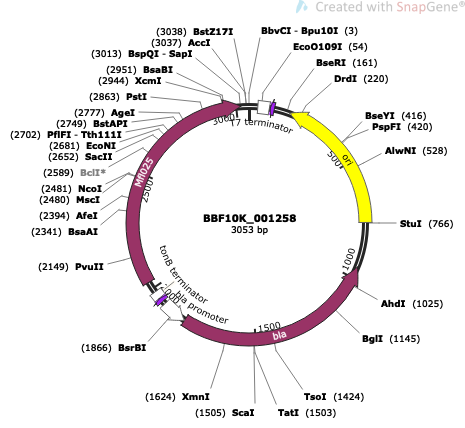 Created with SnapGene®
(3038) BstZ17I
(3037) AccI
(3013) BspQI - SapI
(2951) BsaBI
(2944) XcmI
(2863) PstI
(2777) AgeI
(2749) BstAPI
(2702) PflFI - Tth111I
(2681) EcoNI
(2652) SacII
(2589) BclI*
(2481) NcoI
(2480) MscI
(2394) AfeI
(2341) BsaAI
(2149) PvuII
(1866) BsrBI
(1624) XmnI
(1505) ScaI
BbvCI - Bpu10I (3)
EcoO109I (54)
BseRI (161)
DrdI (220)
BseYI (416)
PspFI (420)
AlwNI (528)
StuI (766)
AhdI (1025)
BglI (1145)
TsoI (1424)
TatI (1503)
3000
T7 terminator
ori
500
1000
1500
bla
bla promoter
2000
tonB terminator
2500
Mfl025
BBF10K_001258
3053 bp